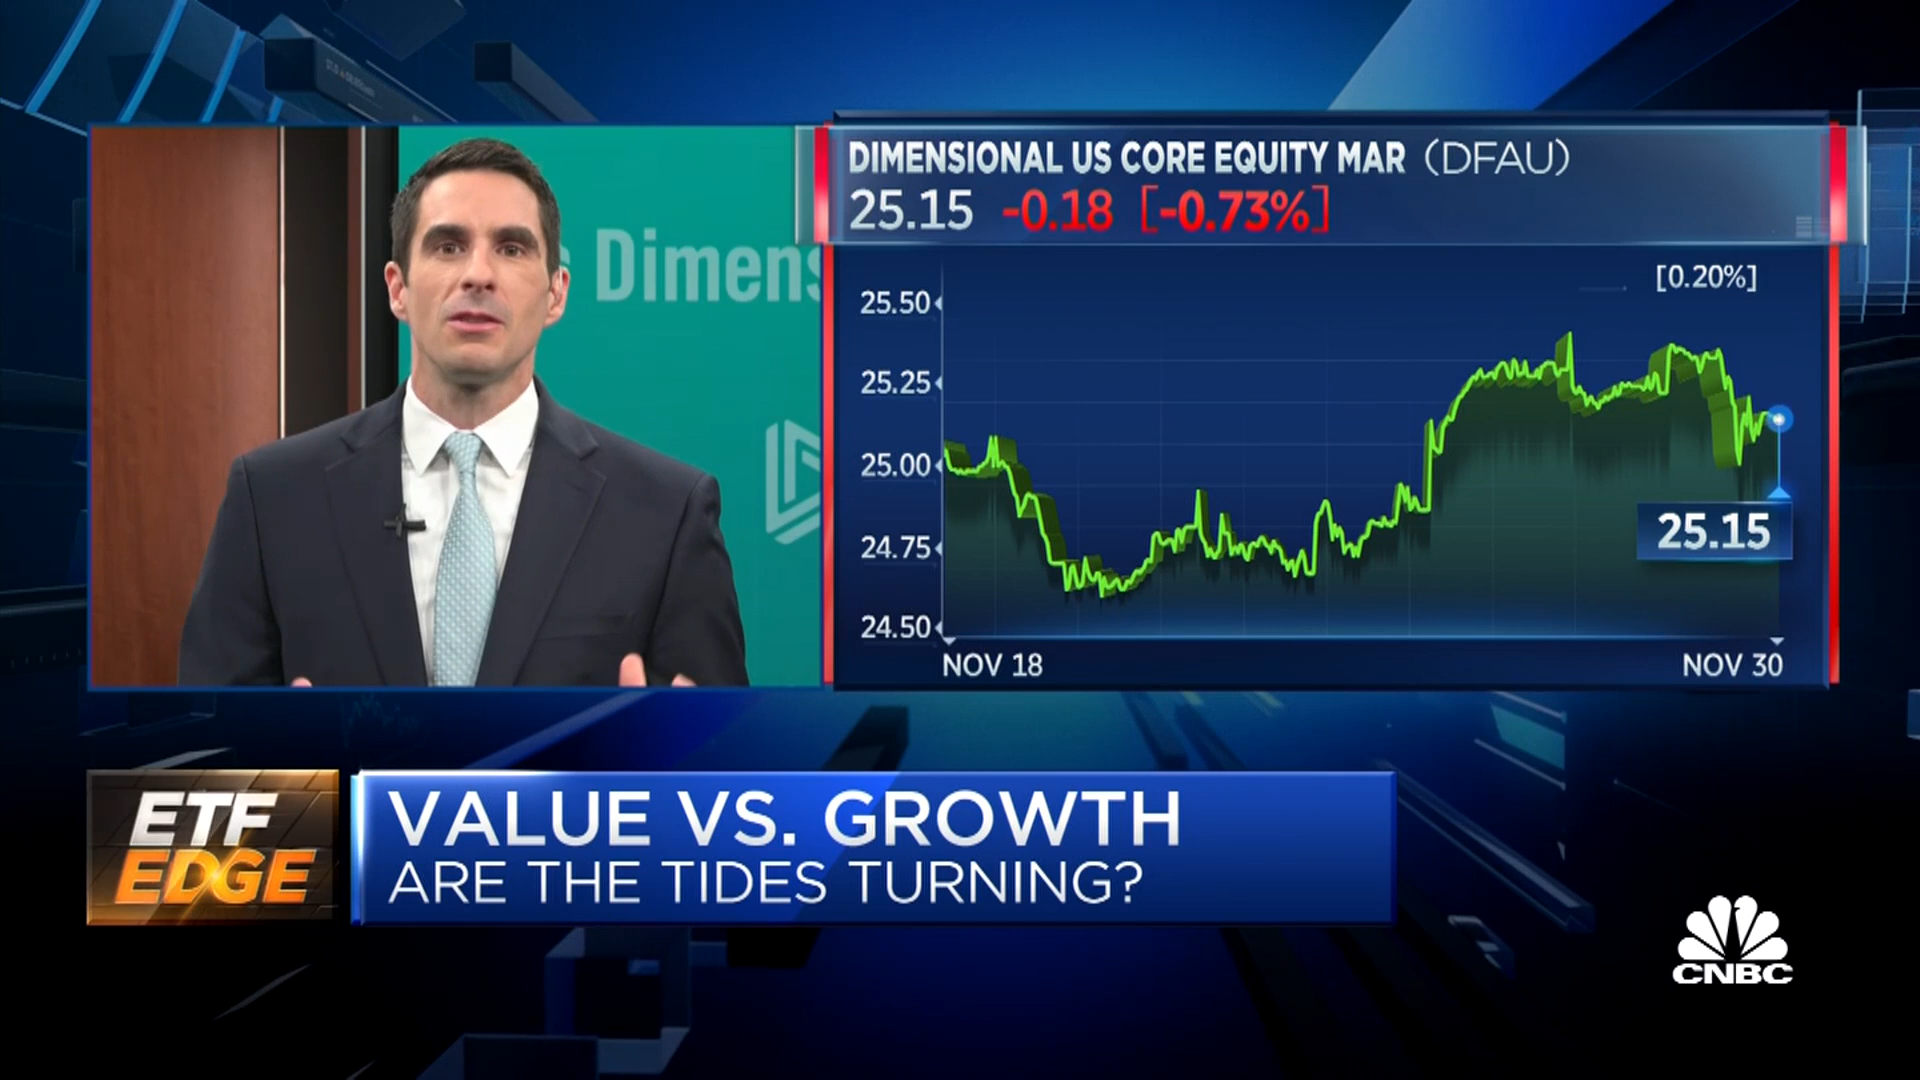 Dimens
DIMENSIONAL US CORE EQUITY MAR (DFAU)
25.15 -0.18 [-0.73%]
[0.20%]
25.50
25.25
25.00
24.75
24.50
25.15
NOV 18
NOV 30
ETF
EDGE
VALUE VS. GROWTH
ARE THE TIDES TURNING?
CNBC